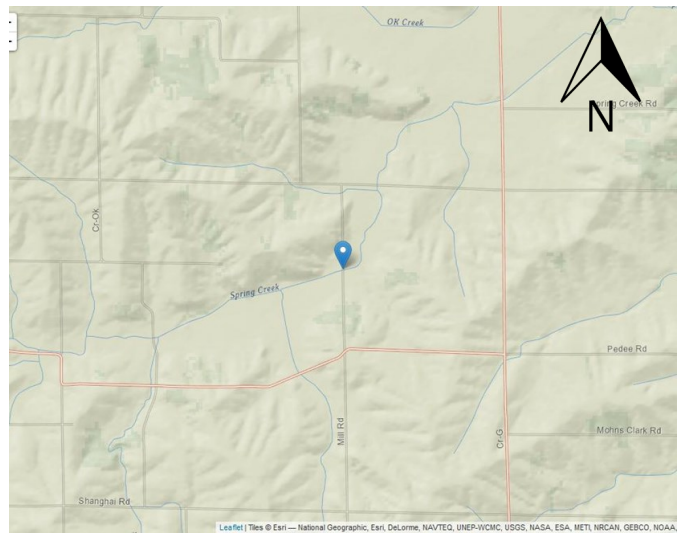 OK Creek
Spring Creek Rd
N
Cr-Ok
Spring Creek
Pedee Rd
Mill Rd
Cr-G
Mohns Clark Rd
Shanghai Rd
Leaflet | Tiles © Esri — National Geographic, Esri, DeLorme, NAVTEQ, UNEP-WCMC, USGS, NASA, ESA, METI, NRCAN, GEBCO, NOAA,